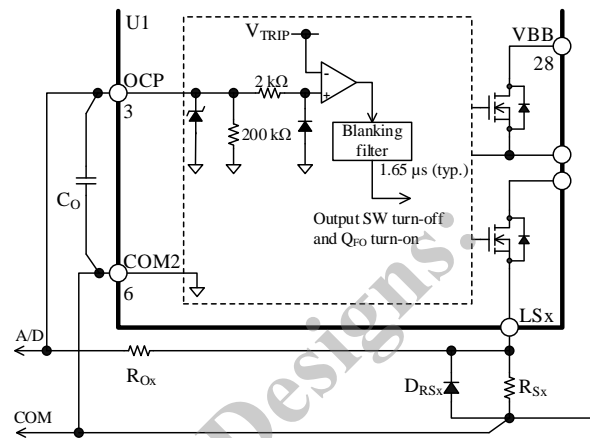 U1
VTRIP
VBB
28
OCP
3
2 kΩ
-
+
200 kΩ
Blanking
filter
1.65 µs (typ.)
CO
Output SW turn-off
and QFO turn-on
COM2
6
LSx
A/D
ROx
DRSx
RSx
COM
Designs: